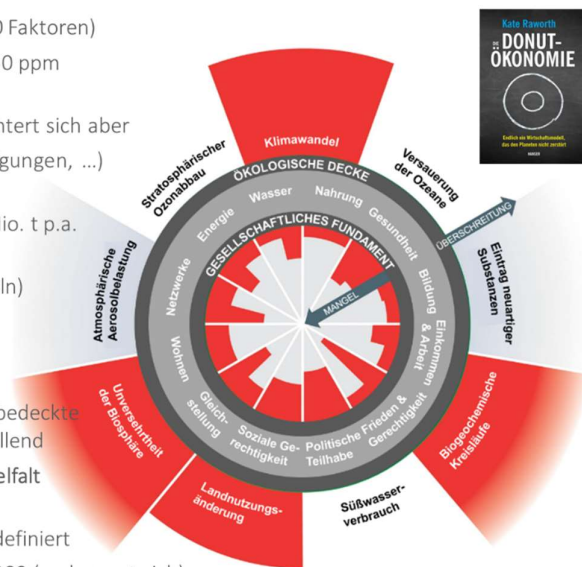 0 Faktoren)
0 ppm
ntert sich aber
gungen, …)
io. t p.a.
ln)
bedeckte
llend
elfalt
definiert
Kate Raworth
DIE DONUT-
ÖKONOMIE
Endlich ein Wirtschaftsmodell,
das den Planeten nicht zerstört
HANSER
Klimawandel
Versauerung
der Ozeane
Eintrag neuartiger
Substanzen
Biogeochemische
Kreisläufe
Süßwasser-
verbrauch
Landnutzungs-
änderung
Unversehrtheit
der Biosphäre
Atmosphärische
Aerosolbelastung
Stratosphärischer
Ozonabbau
ÖKOLOGISCHE DECKE
ÜBERSCHREITUNG
Wasser
Nahrung
Gesundheit
Bildung
Einkommen
& Arbeit
Frieden &
Gerechtigkeit
Politische
Teilhabe
Soziale Ge-
rechtigkeit
Gleich-
stellung
Wohnen
Netzwerke
Energie
GESELLSCHAFTLICHES FUNDAMENT
MANGEL